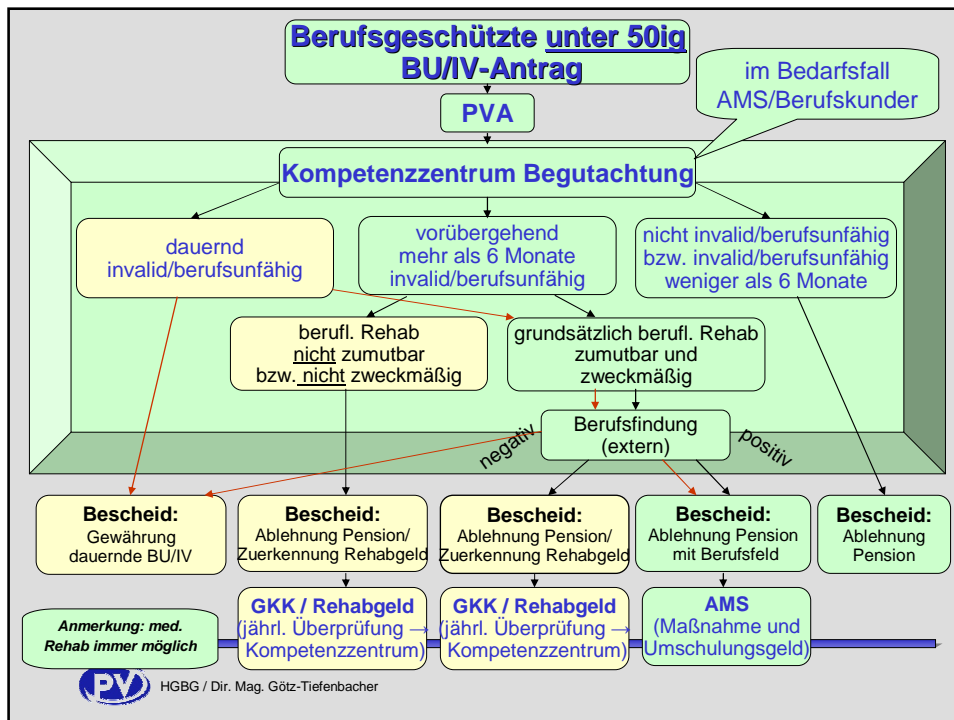 Berufsgeschützte unter 50ig
BU/IV-Antrag
im Bedarfsfall
AMS/Berufskunder
PVA
Kompetenzzentrum Begutachtung
dauernd
invalid/berufsunfähig
vorübergehend
mehr als 6 Monate
invalid/berufsunfähig
nicht invalid/berufsunfähig
bzw. invalid/berufsunfähig
weniger als 6 Monate
berufl. Rehab
nicht zumutbar
bzw. nicht zweckmäßig
grundsätzlich berufl. Rehab
zumutbar und
zweckmäßig
Berufsfindung
(extern)
negativ
positiv
Bescheid:
Gewährung
dauernde BU/IV
Bescheid:
Ablehnung Pension/
Zuerkennung Rehabgeld
Bescheid:
Ablehnung Pension/
Zuerkennung Rehabgeld
Bescheid:
Ablehnung Pension
mit Berufsfeld
Bescheid:
Ablehnung
Pension
Anmerkung: med.
Rehab immer möglich
GKK / Rehabgeld
(jährl. Überprüfung →
Kompetenzzentrum)
GKK / Rehabgeld
(jährl. Überprüfung →
Kompetenzzentrum)
AMS
(Maßnahme und
Umschulungsgeld)
PV
HGBG / Dir. Mag. Götz-Tiefenbacher